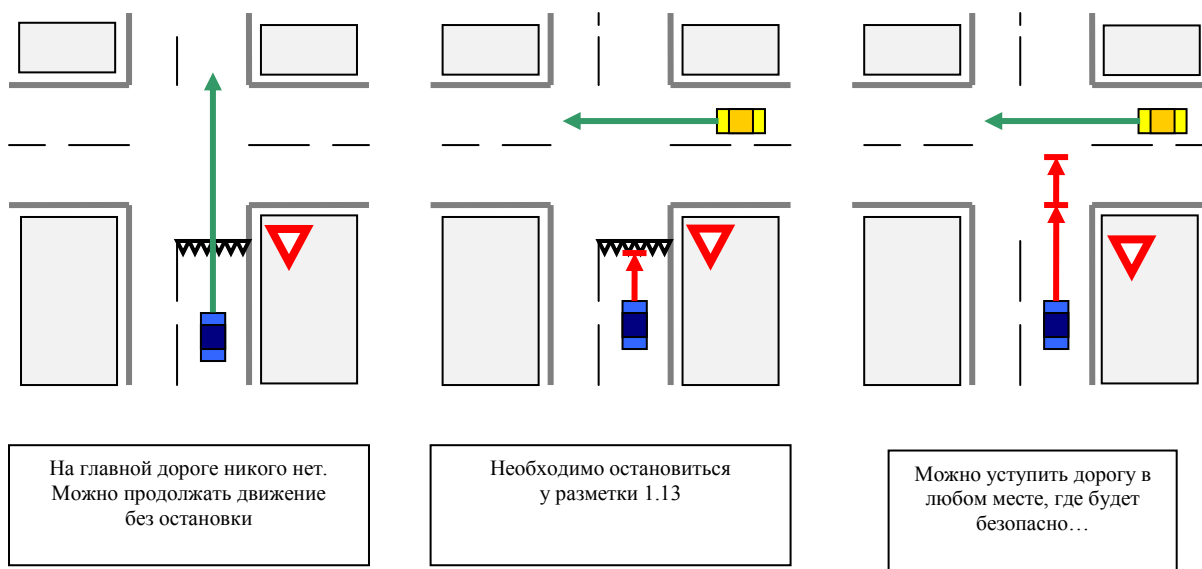 На главной дороге никого нет.
Можно продолжать движение
без остановки
Необходимо остановиться
у разметки 1.13
Можно уступить дорогу в
любом месте, где будет
безопасно…